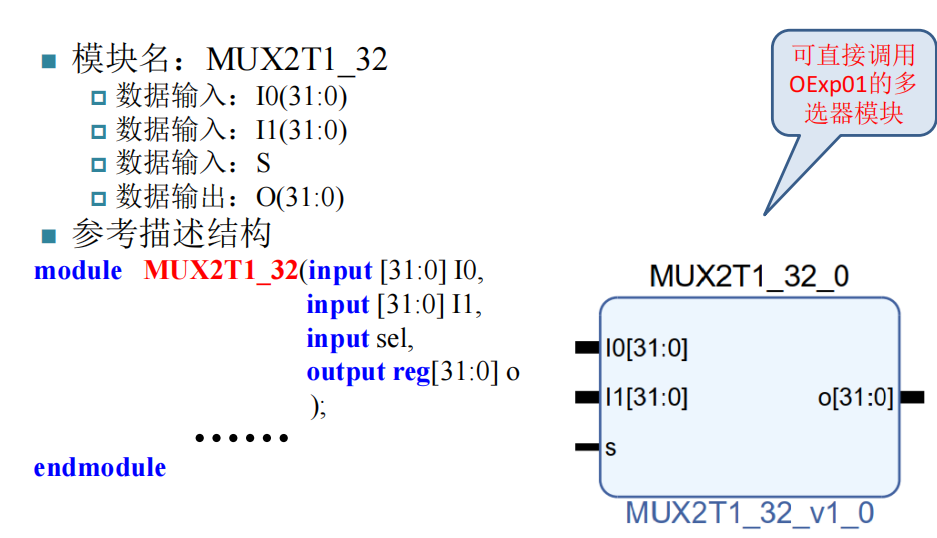 模块名：MUX2T1_32
数据输入：I0(31:0)
数据输入：I1(31:0)
数据输入：S
数据输出：O(31:0)
参考描述结构
module MUX2T1_32(input [31:0] I0,
input [31:0] I1,
input sel,
output reg[31:0] o
);
……
endmodule
可直接调用
OExp01的多
选器模块
MUX2T1_32_0
I0[31:0]
I1[31:0]
o[31:0]
s
MUX2T1_32_v1_0